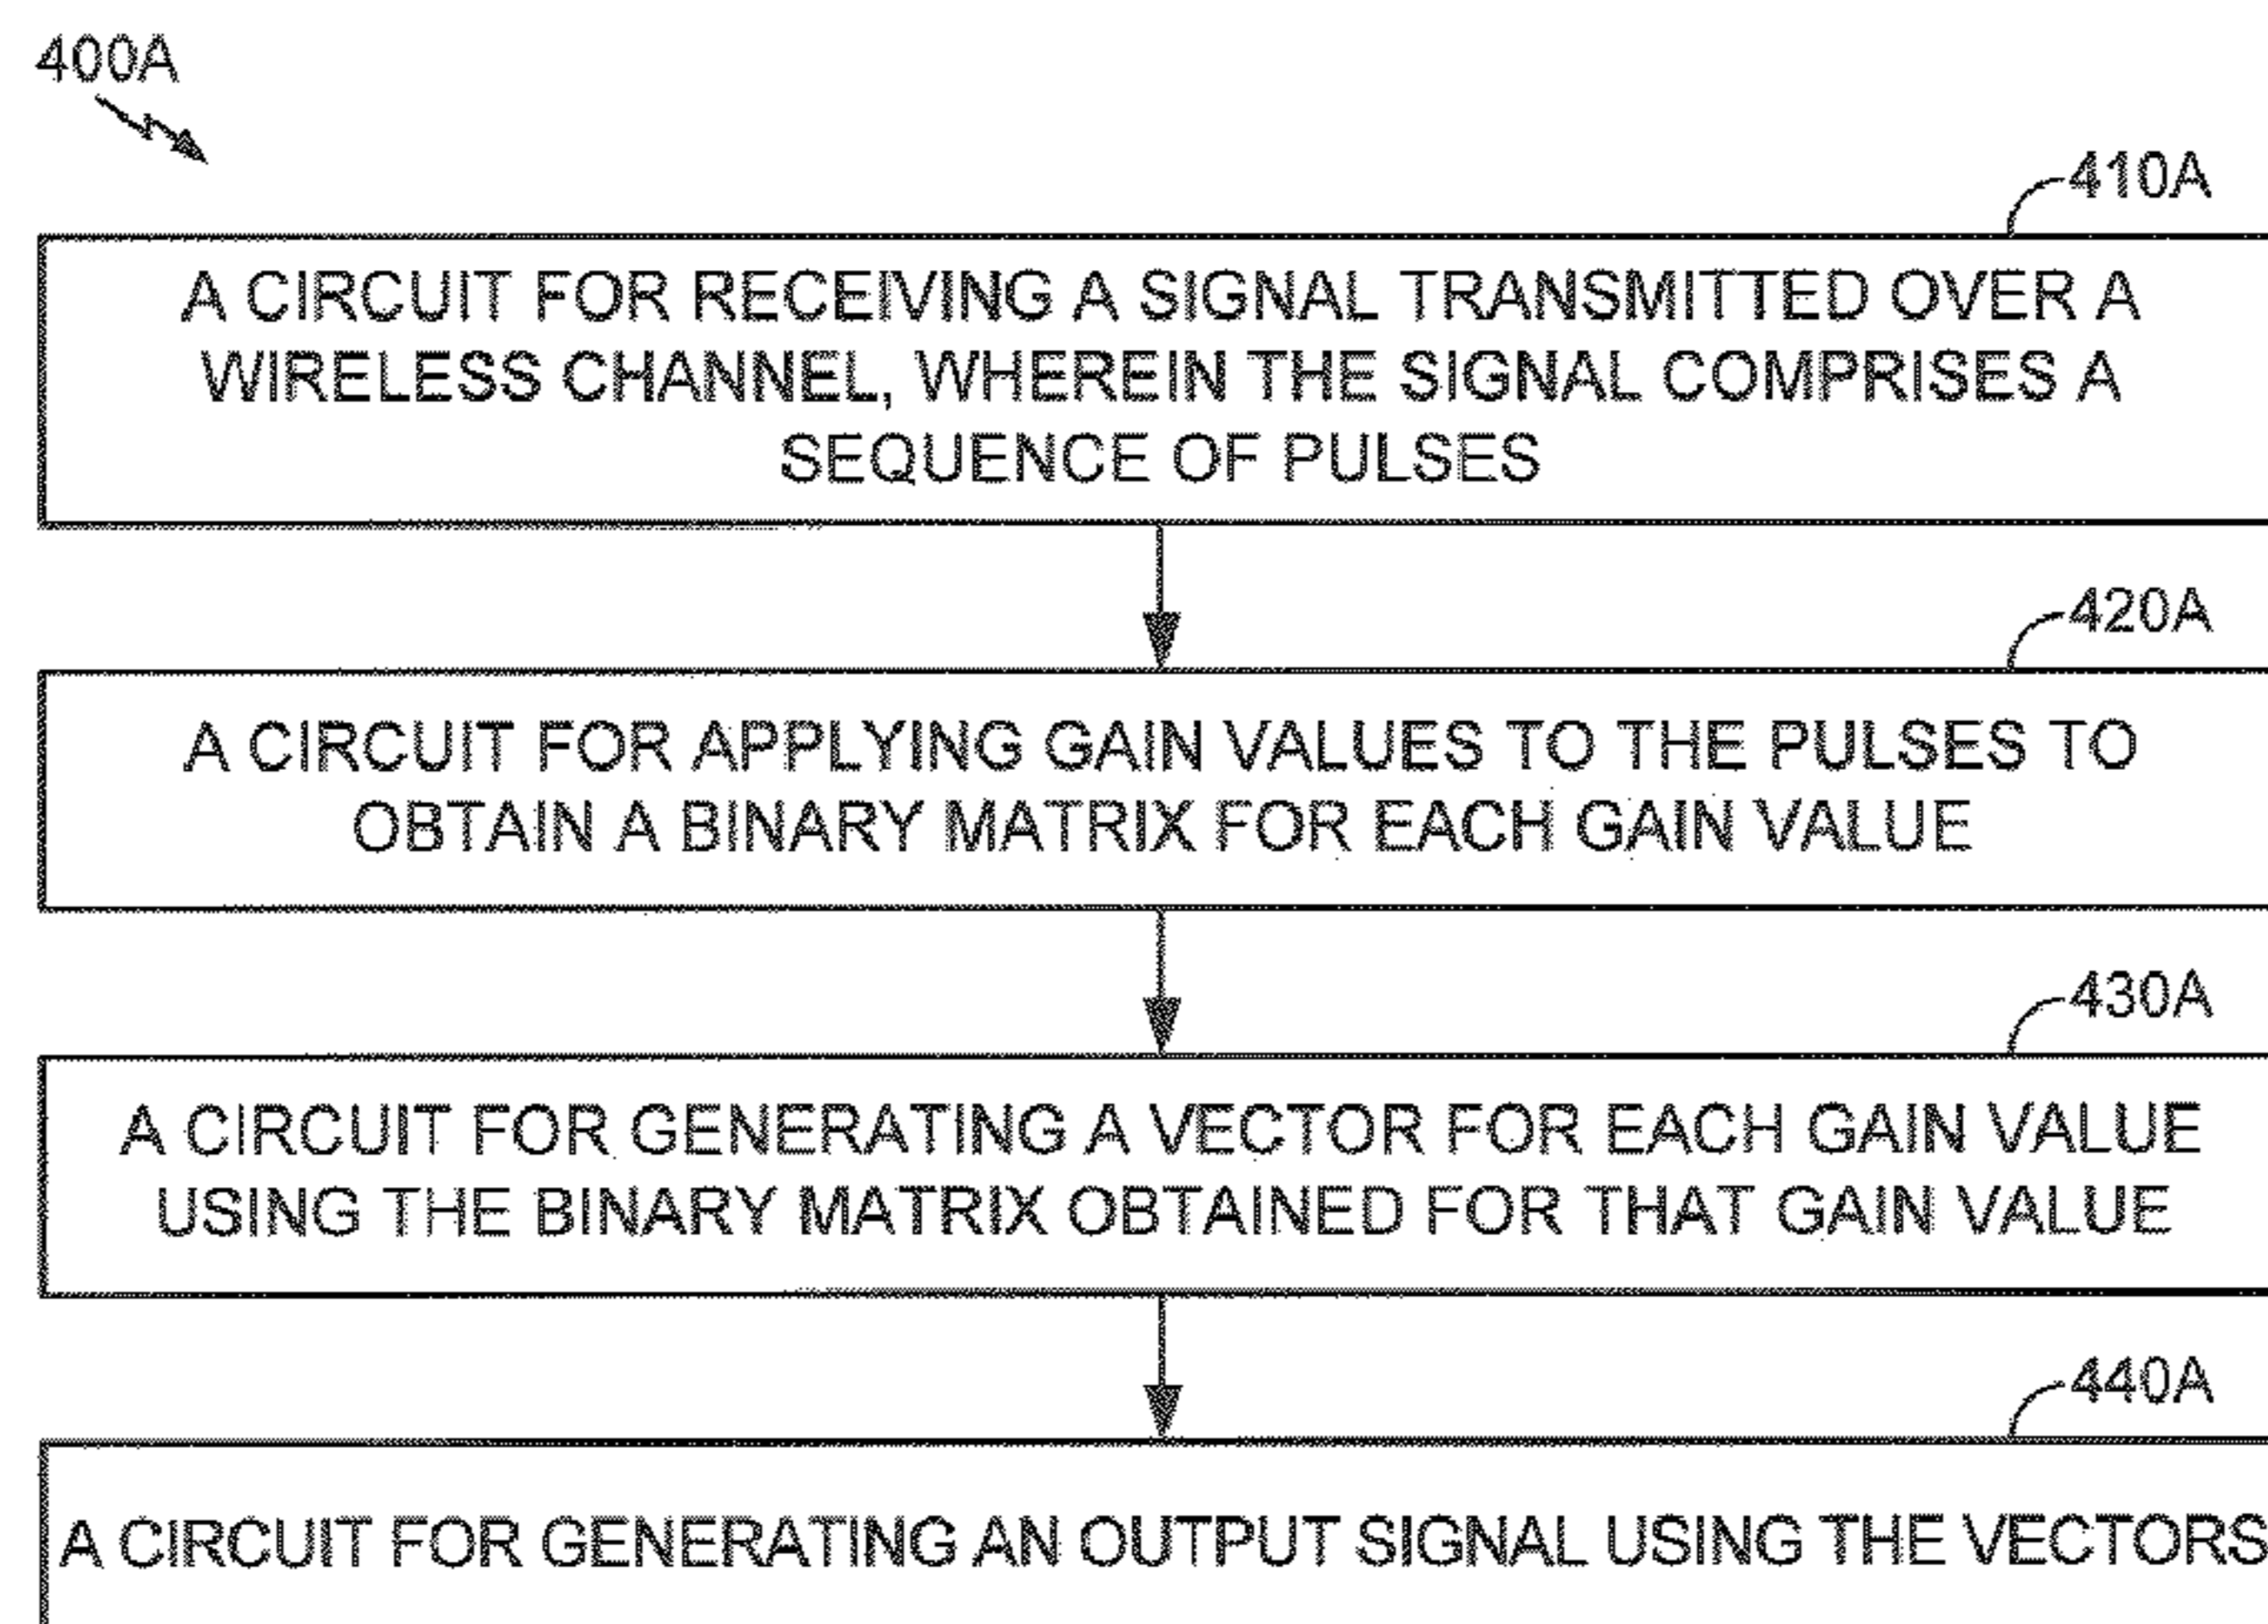 400A
410A
A CIRCUIT FOR RECEIVING A SIGNAL TRANSMITTED OVER A
WIRELESS CHANNEL, WHEREIN THE SIGNAL COMPRISES A
SEQUENCE OF PULSES
420A
A CIRCUIT FOR APPLYING GAIN VALUES TO THE PULSES TO
OBTAIN A BINARY MATRIX FOR EACH GAIN VALUE
430A
A CIRCUIT FOR GENERATING A VECTOR FOR EACH GAIN VALUE
USING THE BINARY MATRIX OBTAINED FOR THAT GAIN VALUE
440A
A CIRCUIT FOR GENERATING AN OUTPUT SIGNAL USING THE VECTORS